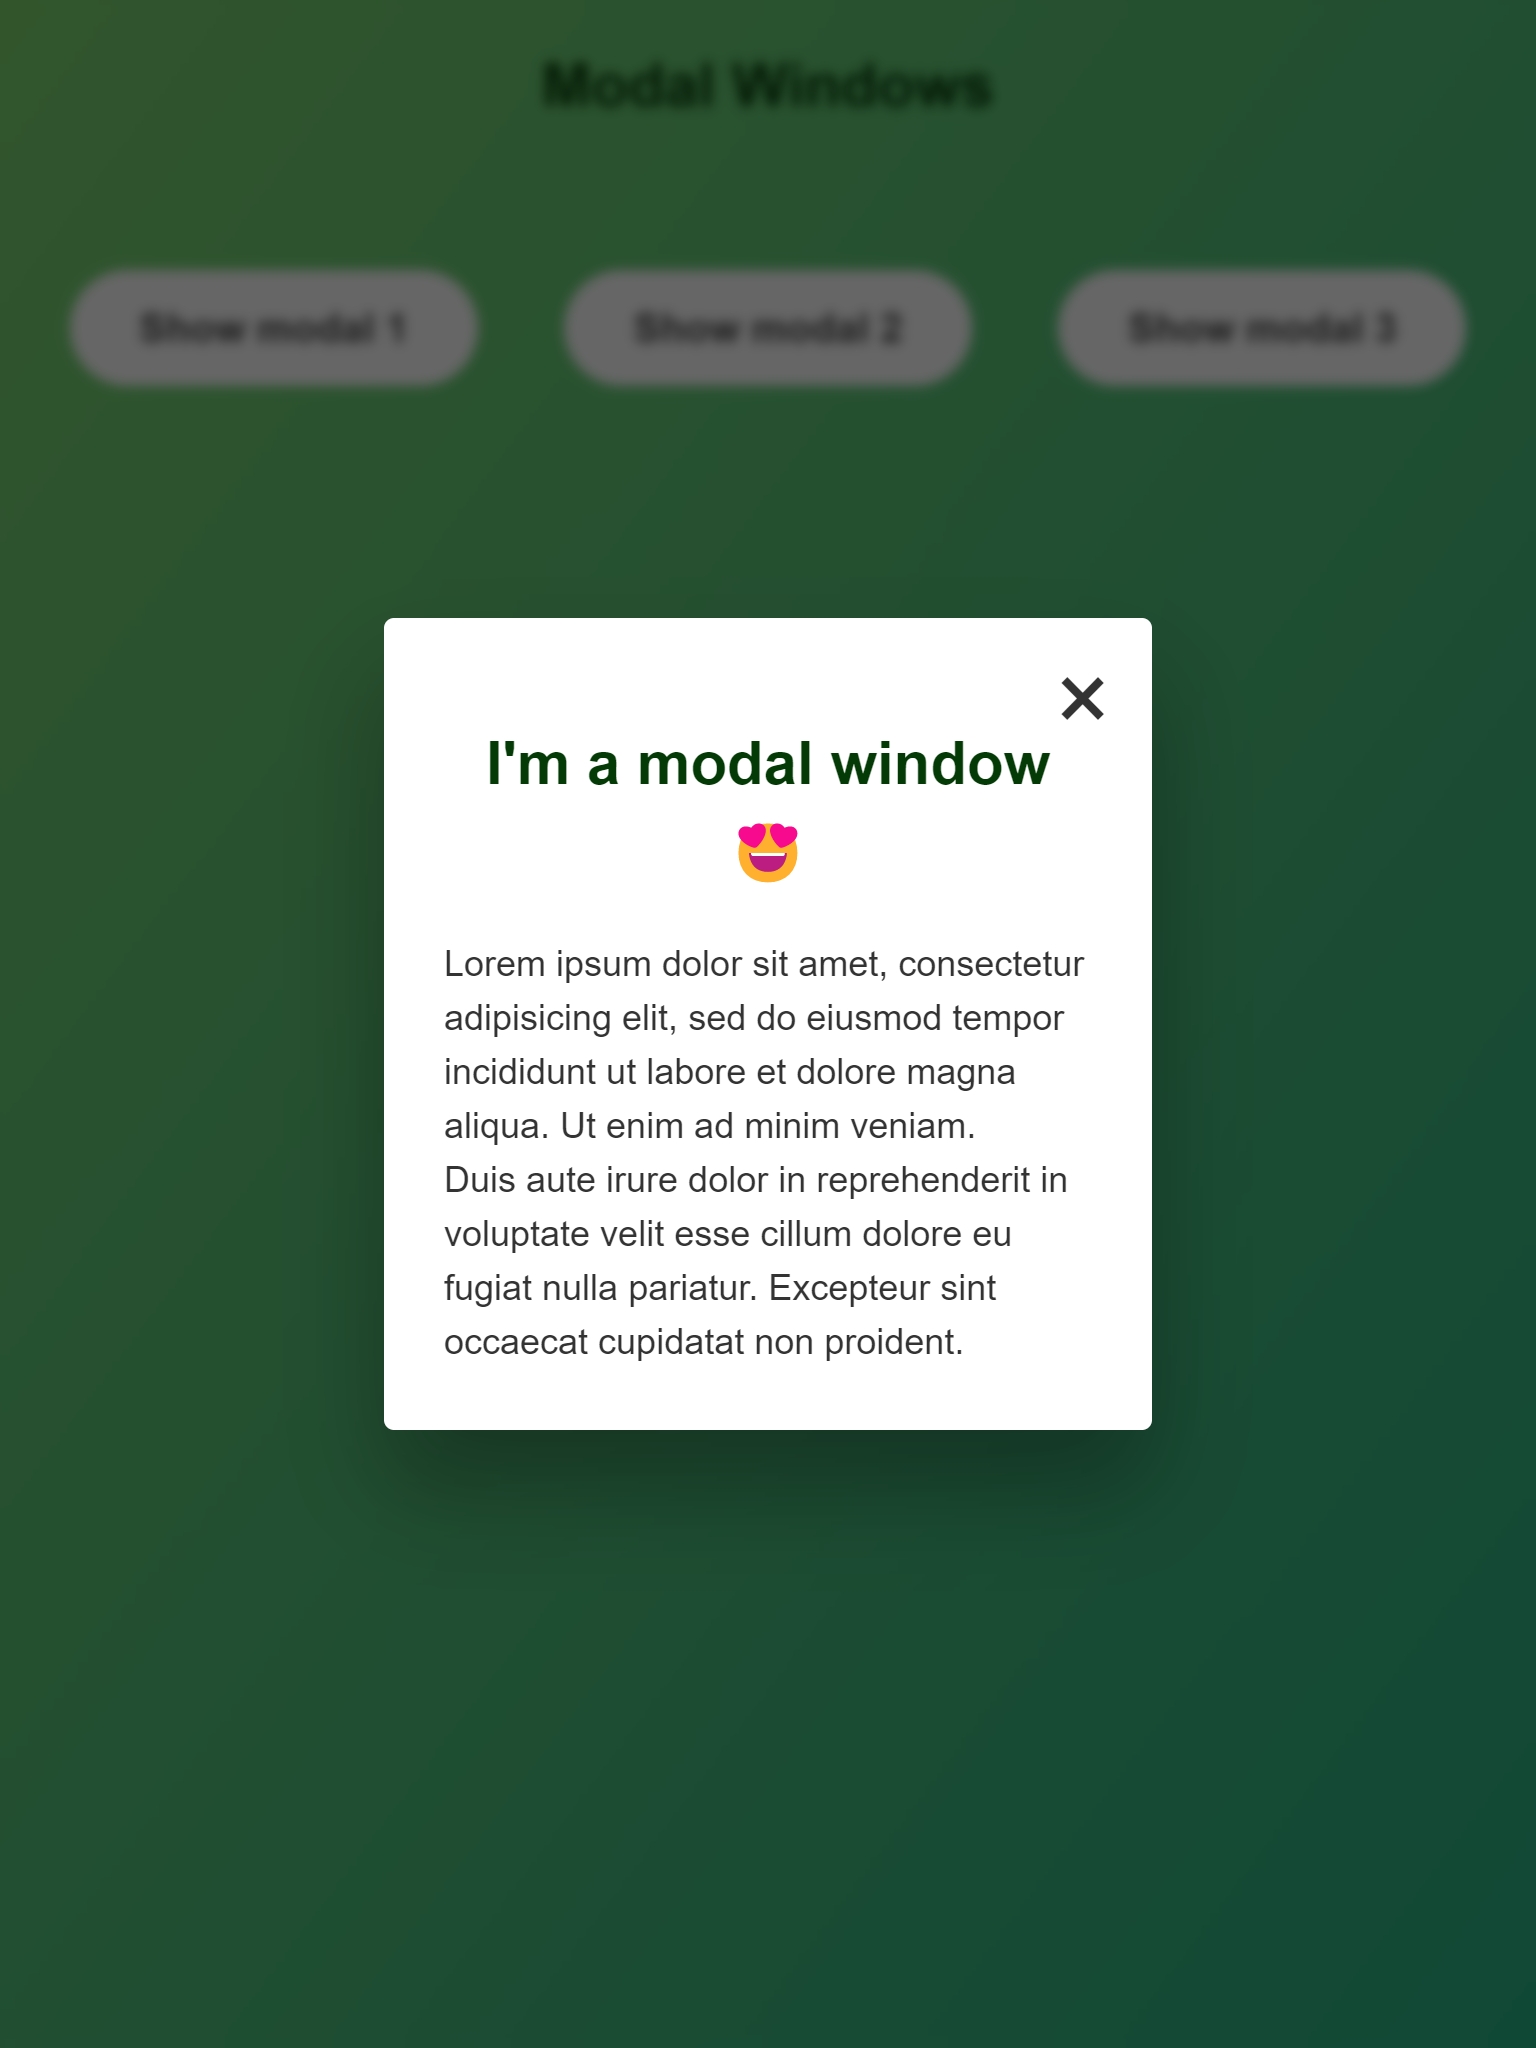 Modal Windows
Show modal 1
Show modal 2
Show modal 3
×
I'm a modal window
😍
Lorem ipsum dolor sit amet, consectetur
adipisicing elit, sed do eiusmod tempor
incididunt ut labore et dolore magna
aliqua. Ut enim ad minim veniam.
Duis aute irure dolor in reprehenderit in
voluptate velit esse cillum dolore eu
fugiat nulla pariatur. Excepteur sint
occaecat cupidatat non proident.